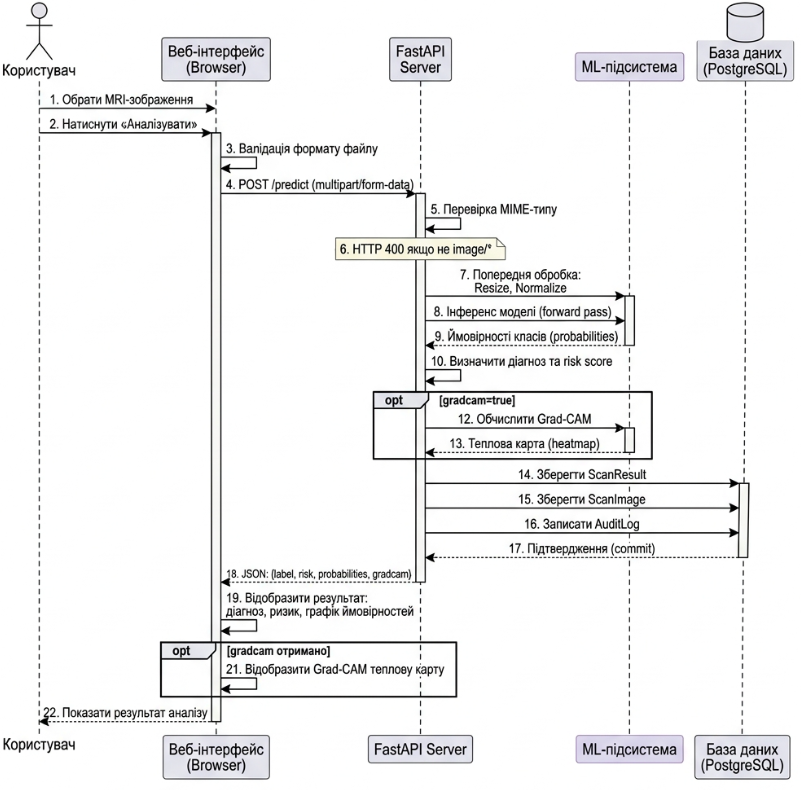 Користувач
Веб-інтерфейс
(Browser)
FastAPI
Server
ML-підсистема
База даних
(PostgreSQL)
1. Обрати MRI-зображення
2. Натиснути «Аналізувати»
3. Валідація формату файлу
4. POST /predict (multipart/form-data)
5. Перевірка MIME-типу
6. HTTP 400 якщо не image/*
7. Попередня обробка:
Resize, Normalize
8. Інференс моделі (forward pass)
9. Ймовірності класів (probabilities)
10. Визначити діагноз та risk score
opt [gradcam=true]
12. Обчислити Grad-CAM
13. Теплова карта (heatmap)
14. Зберегти ScanResult
15. Зберегти ScanImage
16. Записати AuditLog
17. Підтвердження (commit)
18. JSON: (label, risk, probabilities, gradcam)
19. Відобразити результат:
діагноз, ризик, графік ймовірностей
opt [gradcam отримано]
21. Відобразити Grad-CAM теплову карту
22. Показати результат аналізу
Користувач
Веб-інтерфейс
(Browser)
FastAPI Server
ML-підсистема
База даних
(PostgreSQL)